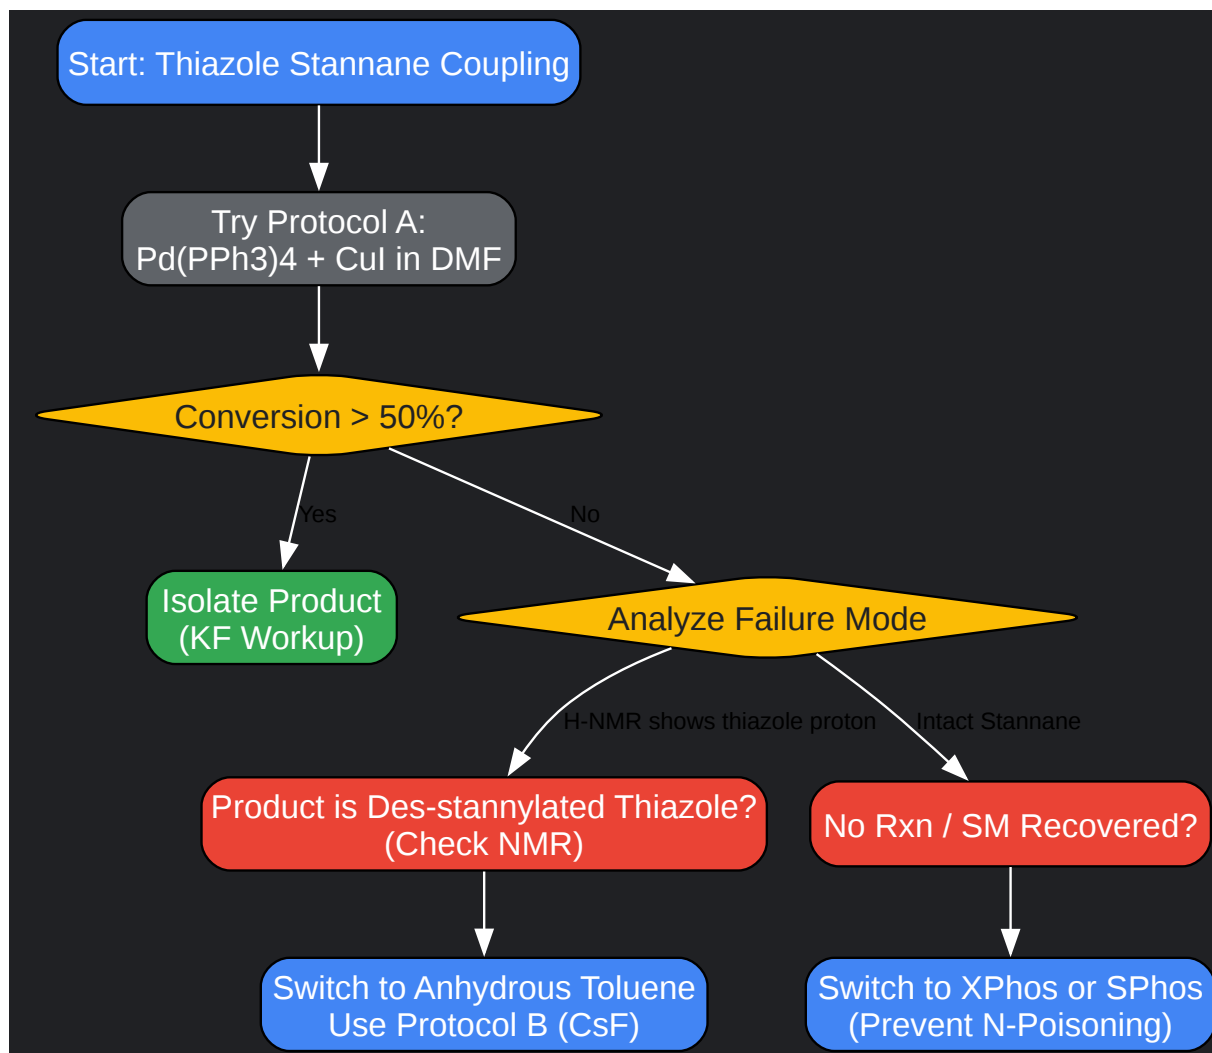 Start: Thiazole Stannane Coupling
Try Protocol A:
Pd(PPh3)4 + CuI in DMF
Conversion > 50%?
Yes
No
Isolate Product
(KF Workup)
Analyze Failure Mode
H-NMR shows thiazole proton
Intact Stannane
Product is Des-stannylated Thiazole?
(Check NMR)
No Rxn / SM Recovered?
Switch to Anhydrous Toluene
Use Protocol B (CsF)
Switch to XPhos or SPhos
(Prevent N-Poisoning)